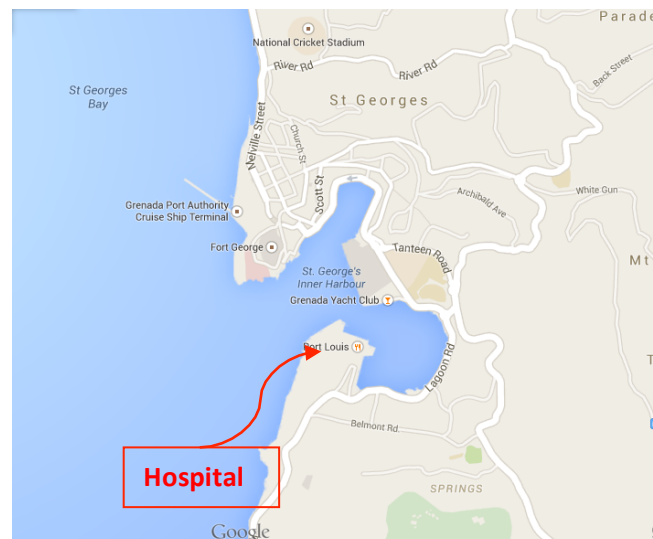 Parade
National Cricket Stadium
River Rd
River Rd
Back Street
St Georges
Bay
St Georges
Melville Street
Church St
Scott St
White Gun
Archibald Ave
Grenada Port Authority
Cruise Ship Terminal
Fort George
Tanteen Road
Mt
St. George's
Inner Harbour
Grenada Yacht Club
Port Louis
Lagoon Rd
Belmont Rd
Hospital
SPRINGS
Google